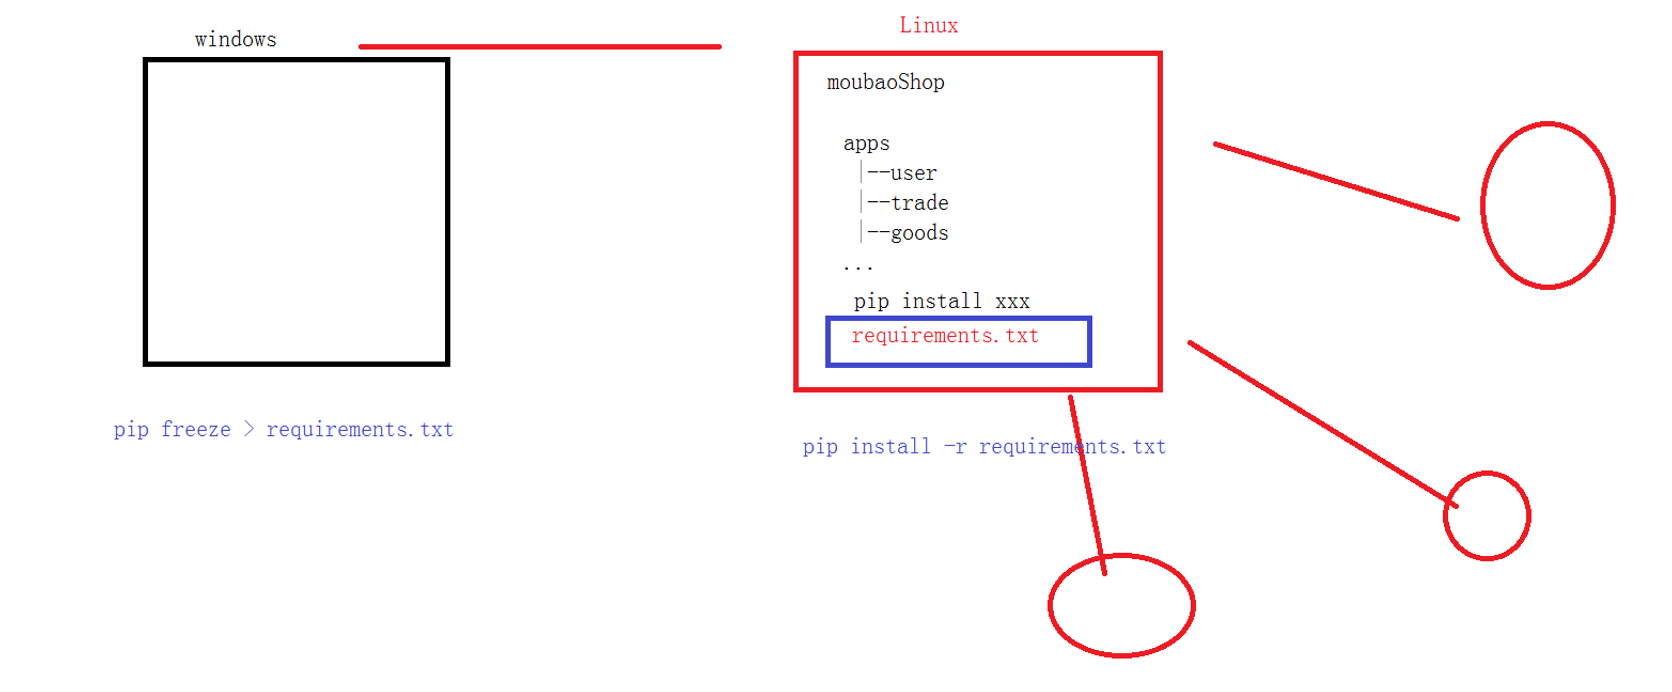 windows
Linux
moubaoShop
apps
|--user
|--trade
|--goods
...
pip install xxx
requirements.txt
pip freeze > requirements.txt
pip install -r requirements.txt